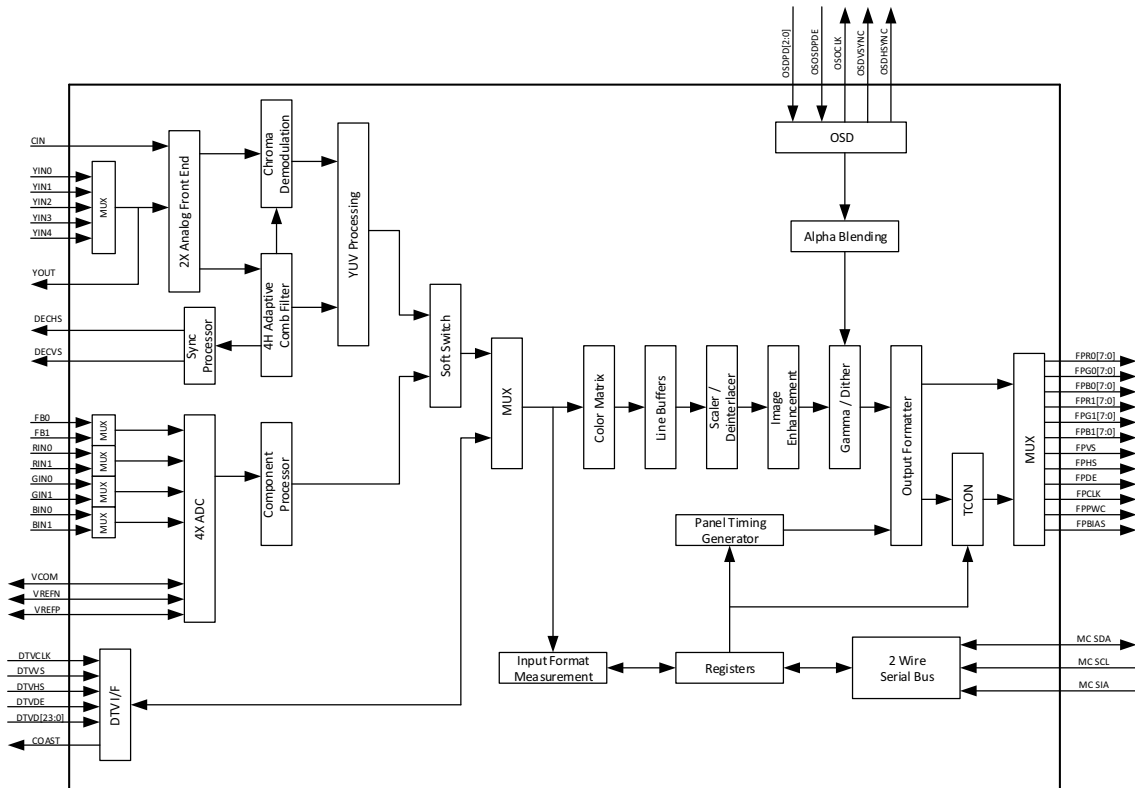 OSDPD[2:0]
OSOSDPDE
OSOCLK
OSDVSYNC
OSDHSYNC
OSD
Alpha Blending
CIN
YIN0
YIN1
YIN2
YIN3
YIN4
YOUT
MUX
2X Analog Front End
Chroma
Demodulation
4H Adaptive
Comb Filter
YUV Processing
DECHS
DECVS
Sync
Processor
Soft Switch
FB0
FB1
RIN0
RIN1
GIN0
GIN1
BIN0
BIN1
MUX
MUX
MUX
MUX
4X ADC
Component
Processor
VCOM
VREFN
VREFP
MUX
Color Matrix
Line Buffers
Scaler /
Deinterlacer
Image
Enhancement
Gamma / Dither
Output Formatter
TCON
MUX
FPR0[7:0]
FPG0[7:0]
FPB0[7:0]
FPR1[7:0]
FPG1[7:0]
FPB1[7:0]
FPVS
FPHS
FPDE
FPCLK
FPPWC
FPBIAS
Panel Timing
Generator
DTVCLK
DTVVS
DTVHS
DTVDE
DTVD[23:0]
COAST
DTV I/F
Input Format
Measurement
Registers
2 Wire
Serial Bus
MC SDA
MC SCL
MC SIA